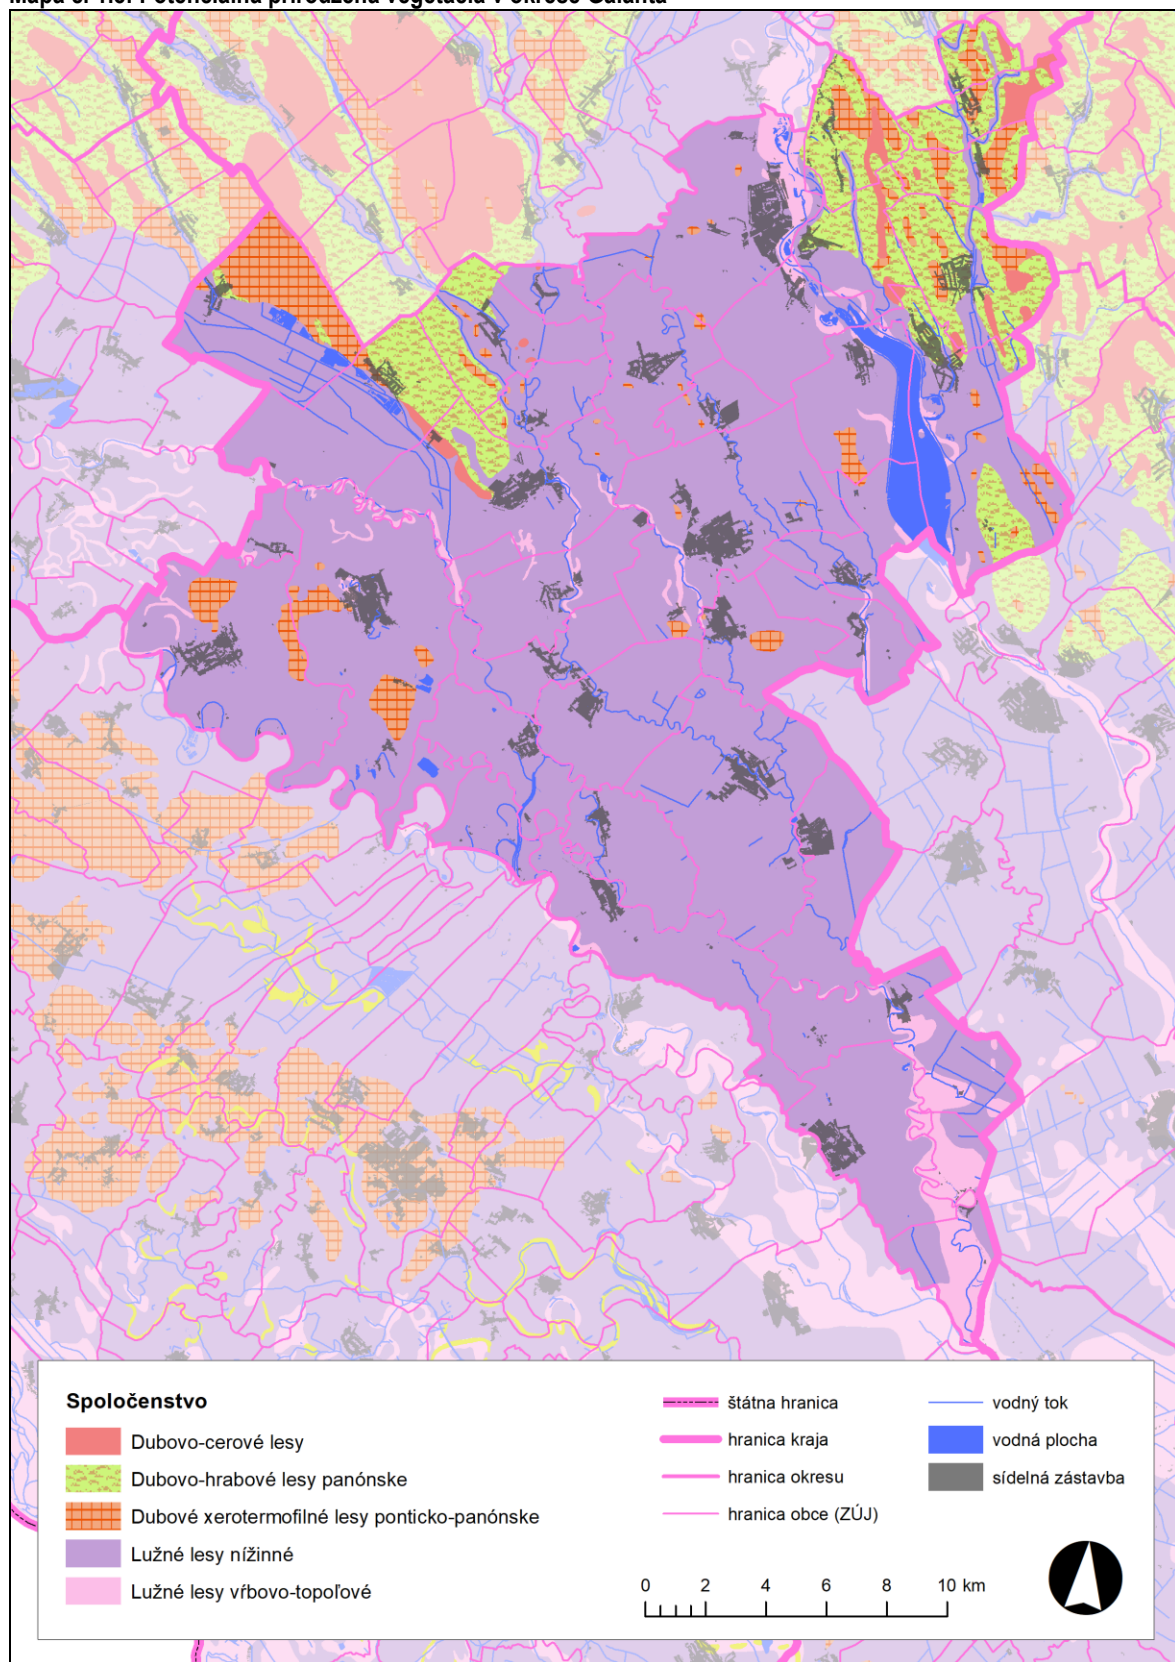 Spoločenstvo
Dubovo-cerové lesy
Dubovo-hrabové lesy panónske
Dubové xerotermofilné lesy ponticko-panónske
Lužné lesy nížinné
Lužné lesy vŕbovo-topoľové
štátna hranica
hranica kraja
hranica okresu
hranica obce (ZÚJ)
vodný tok
vodná plocha
sídelná zástavba
0 2 4 6 8 10 km